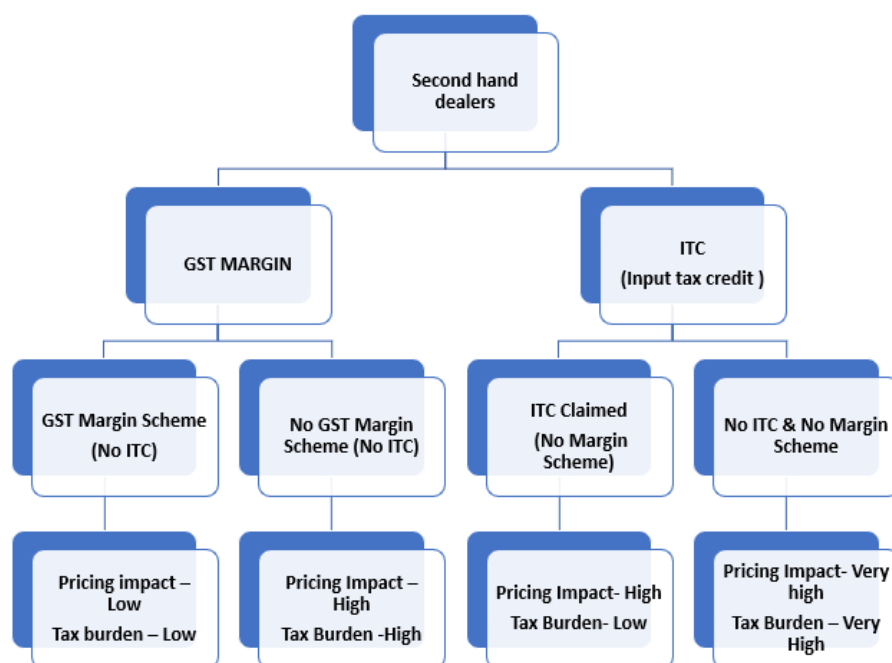 Second hand
dealers
GST MARGIN
ITC
(Input tax credit )
GST Margin Scheme
(No ITC)
No GST Margin
Scheme (No ITC)
ITC Claimed
(No Margin
Scheme)
No ITC & No Margin
Scheme
Pricing impact –
Low
Tax burden – Low
Pricing Impact –
High
Tax Burden -High
Pricing Impact- High
Tax Burden- Low
Pricing Impact- Very
high
Tax Burden – Very
High